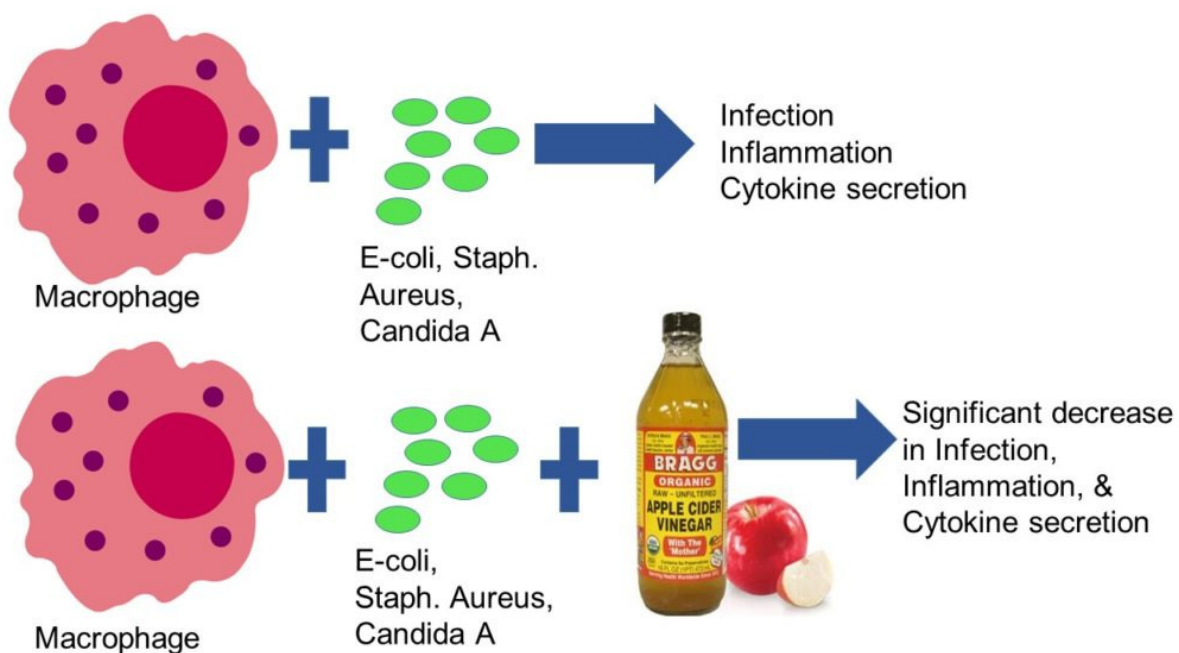 Infection
Inflammation
Cytokine secretion
E-coli, Staph.
Aureus,
Candida A
Macrophage
BRAGG
ORGANIC
RAW - UNFILTERED
APPLE CIDER
VINEGAR
With The
'Mother'
Significant decrease
in Infection,
Inflammation, &
Cytokine secretion
E-coli,
Staph. Aureus,
Candida A
Macrophage